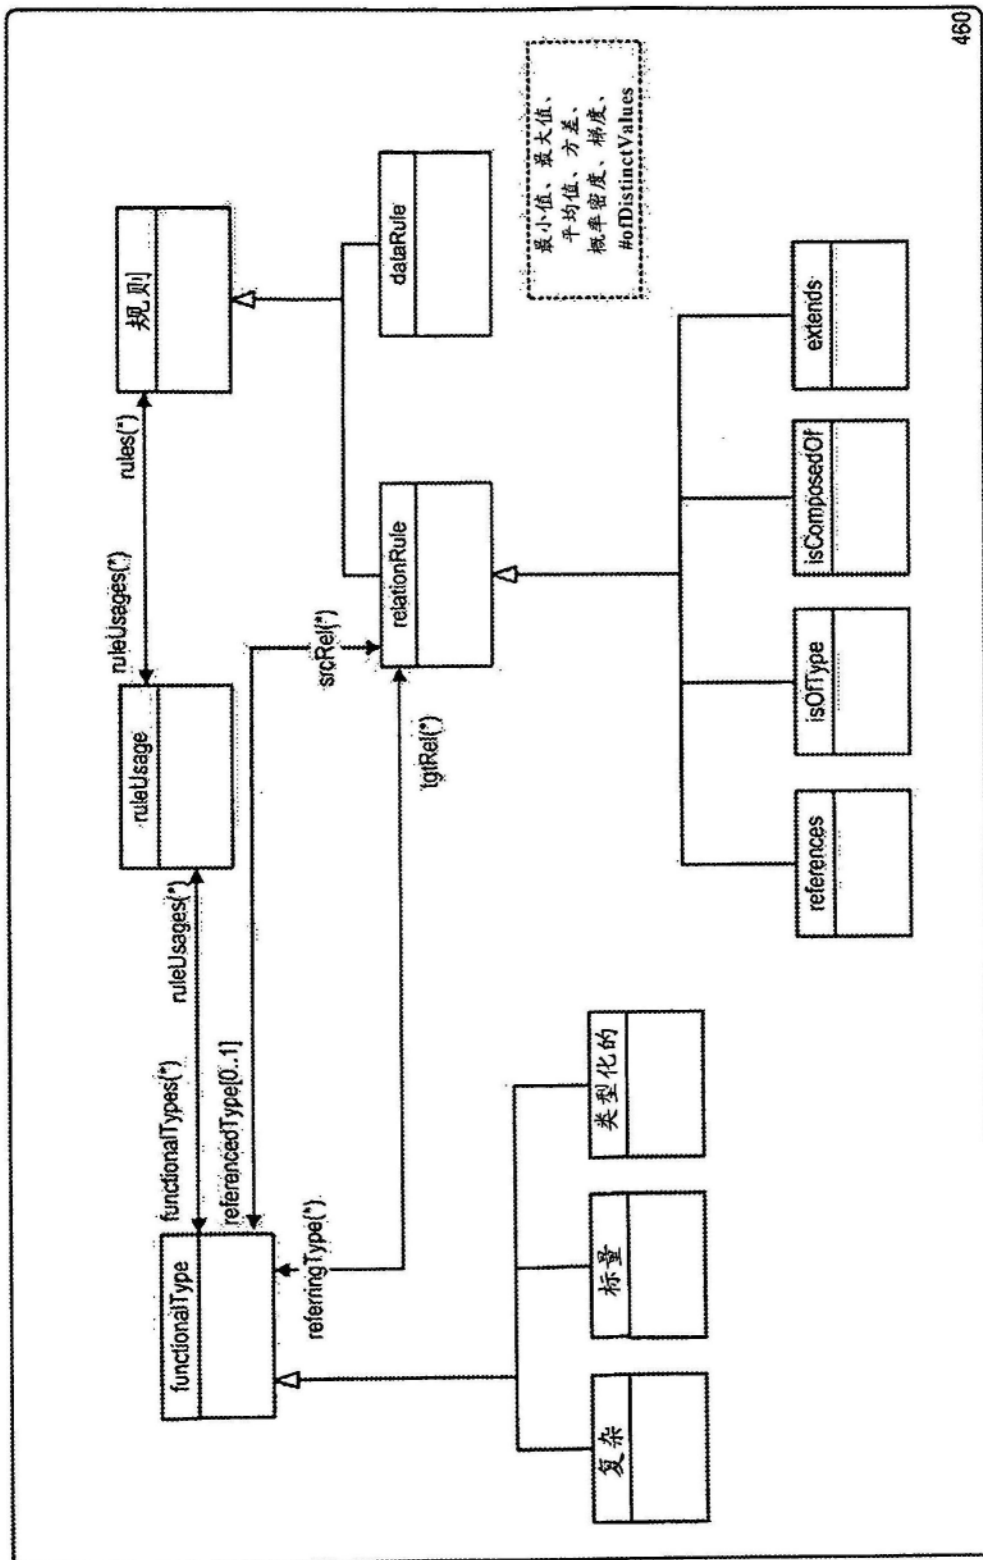 460
functionalType
functionalTypes(*)
ruleUsages(*)
ruleUsage
ruleUsages(*)
rules(*)
规则
referencedType[0..1]
srcRel(*)
referringType(*)
tgtRel(*)
relationRule
dataRule
最小值、最大值、
平均值、方差、
概率密度、梯度、
#ofDistinctValues
复杂
标量
类型化的
references
isOfType
isComposedOf
extends